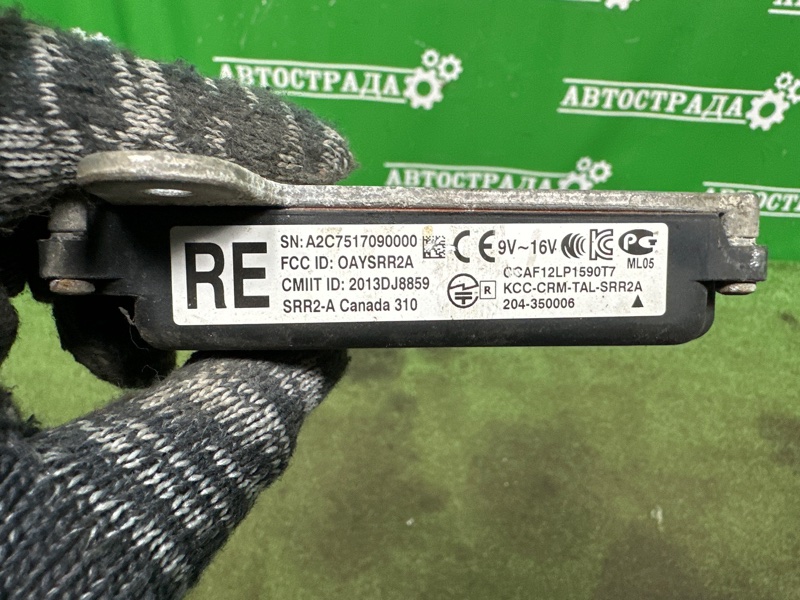 АВТОСТРАДА
АВТОСТРАДА
АВТОСТРАДА
RE
SN: A2C7517090000
FCC ID: OAYSRR2A
CMIIT ID: 2013DJ8859
SRR2-A Canada 310
CE 9V~16V
CCAF12LP1590T7
R KCC-CRM-TAL-SRR2A
204-350006
ML05